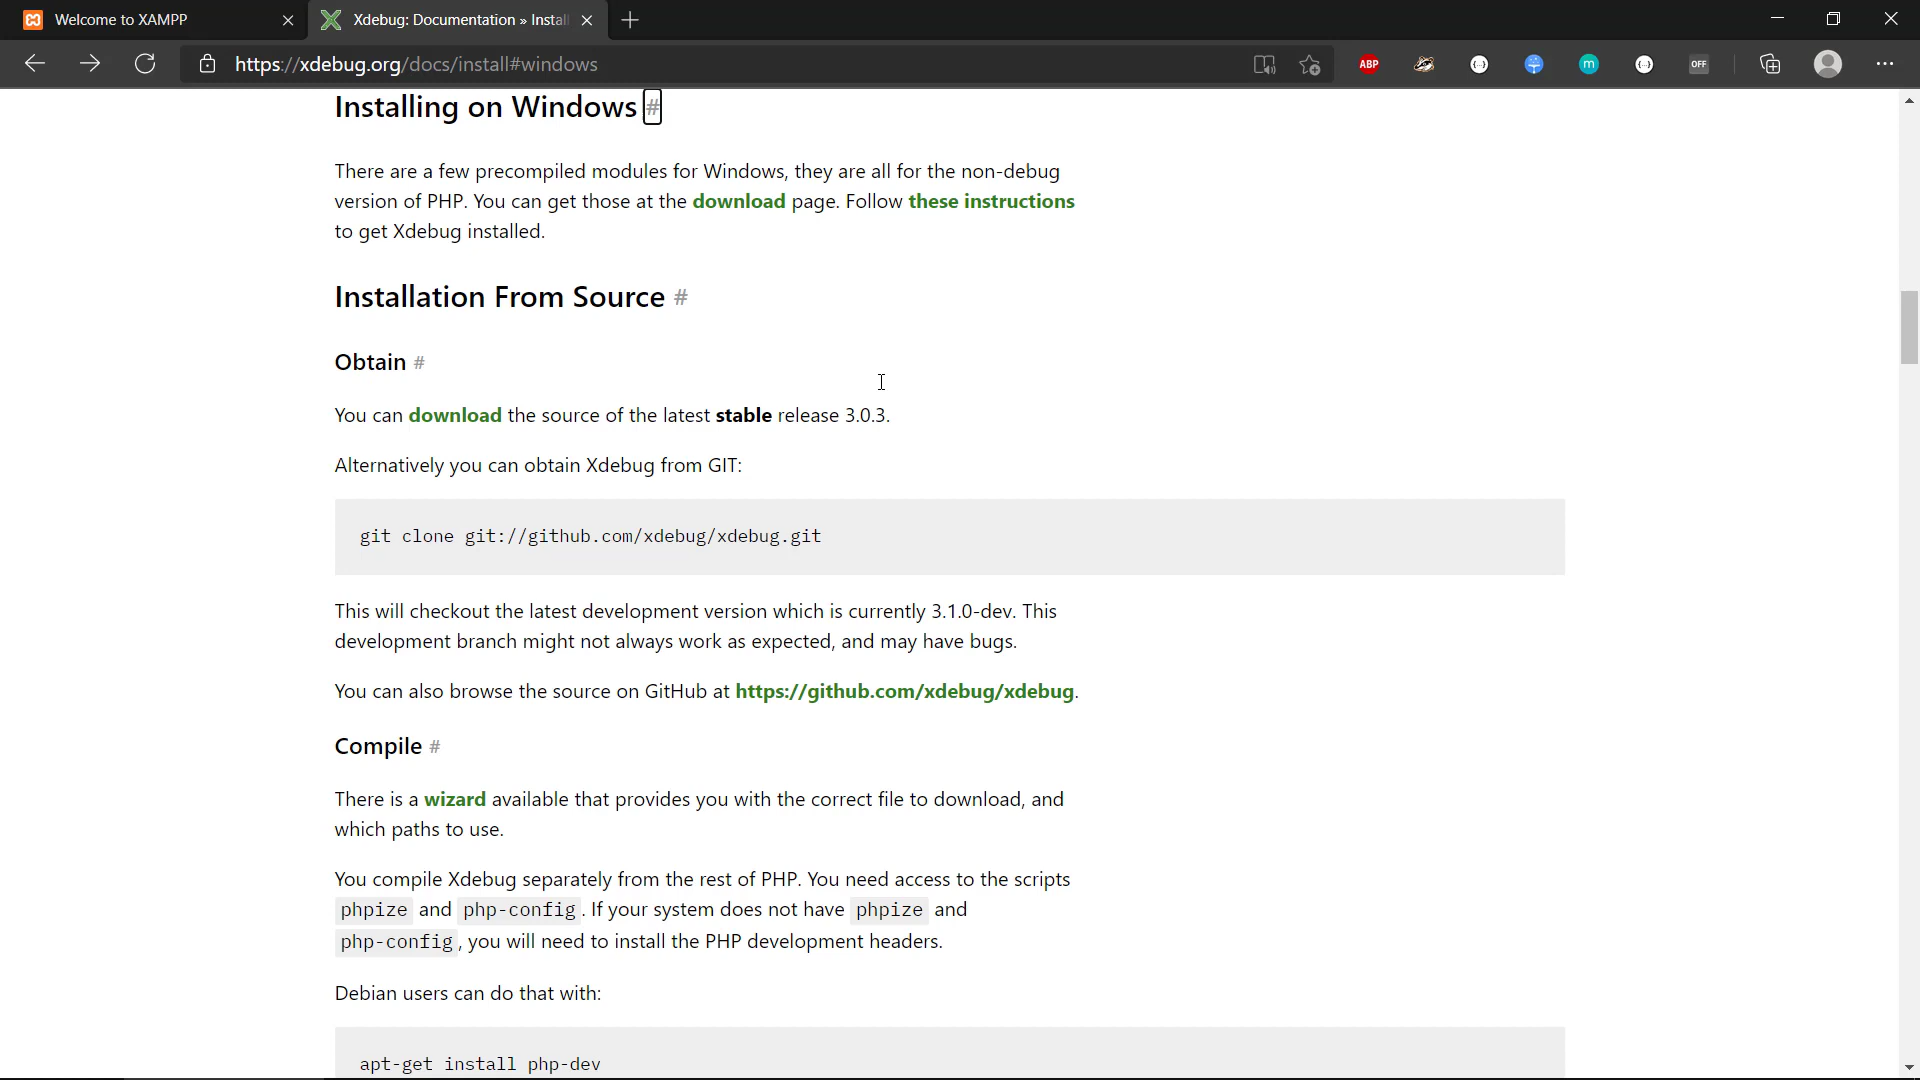 Welcome to XAMPP
Xdebug: Documentation » Instal
https://xdebug.org/docs/install#windows
ABP
m
OFF
Installing on Windows #
There are a few precompiled modules for Windows, they are all for the non-debug
version of PHP. You can get those at the download page. Follow these instructions
to get Xdebug installed.
Installation From Source #
Obtain #
You can download the source of the latest stable release 3.0.3.
Alternatively you can obtain Xdebug from GIT:
git clone git://github.com/xdebug/xdebug.git
This will checkout the latest development version which is currently 3.1.0-dev. This
development branch might not always work as expected, and may have bugs.
You can also browse the source on GitHub at https://github.com/xdebug/xdebug.
Compile #
There is a wizard available that provides you with the correct file to download, and
which paths to use.
You compile Xdebug separately from the rest of PHP. You need access to the scripts
phpize and php-config. If your system does not have phpize and
php-config, you will need to install the PHP development headers.
Debian users can do that with:
apt-get install php-dev